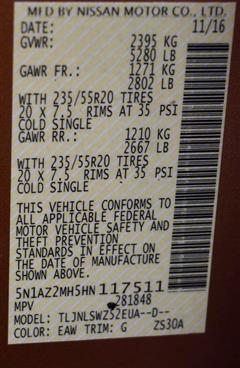 MFD BY NISSAN MOTOR CO., LTD.
DATE: 11/16
GVWR: 2395 KG
5280 LB
GAWR FR.: 1271 KG
2802 LB
WITH 235/55R20 TIRES
20 X 7.5 RIMS AT 35 PSI
COLD SINGLE
GAWR RR.: 1210 KG
2667 LB
WITH 235/55R20 TIRES
20 X 7.5 RIMS AT 35 PSI
COLD SINGLE
THIS VEHICLE CONFORMS TO
ALL APPLICABLE FEDERAL
MOTOR VEHICLE SAFETY AND
THEFT PREVENTION
STANDARDS IN EFFECT ON
THE DATE OF MANUFACTURE
SHOWN ABOVE.
5N1AZ2MH5HN117511
MPV 281848
MODEL: TLJNLSWZ52EUA--D--
COLOR: EAW TRIM: G ZS30A